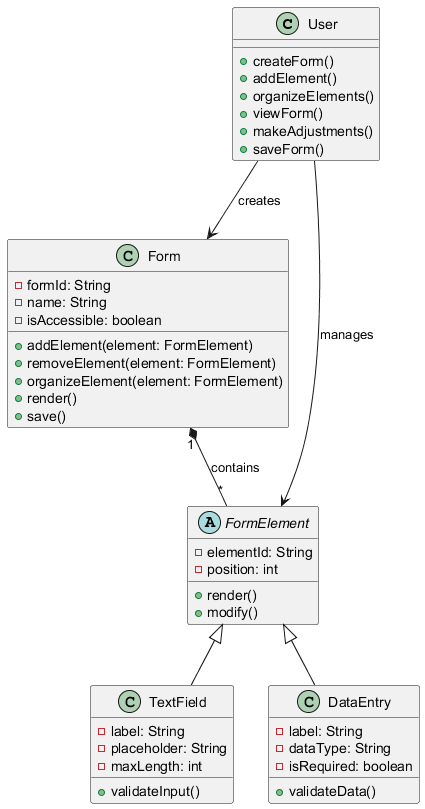 C User
createForm()
addElement()
organizeElements()
viewForm()
makeAdjustments()
saveForm()
creates
manages
C Form
formId: String
name: String
isAccessible: boolean
addElement(element: FormElement)
removeElement(element: FormElement)
organizeElement(element: FormElement)
render()
save()
1
contains
*
A FormElement
elementId: String
position: int
render()
modify()
C TextField
label: String
placeholder: String
maxLength: int
validateInput()
C DataEntry
label: String
dataType: String
isRequired: boolean
validateData()